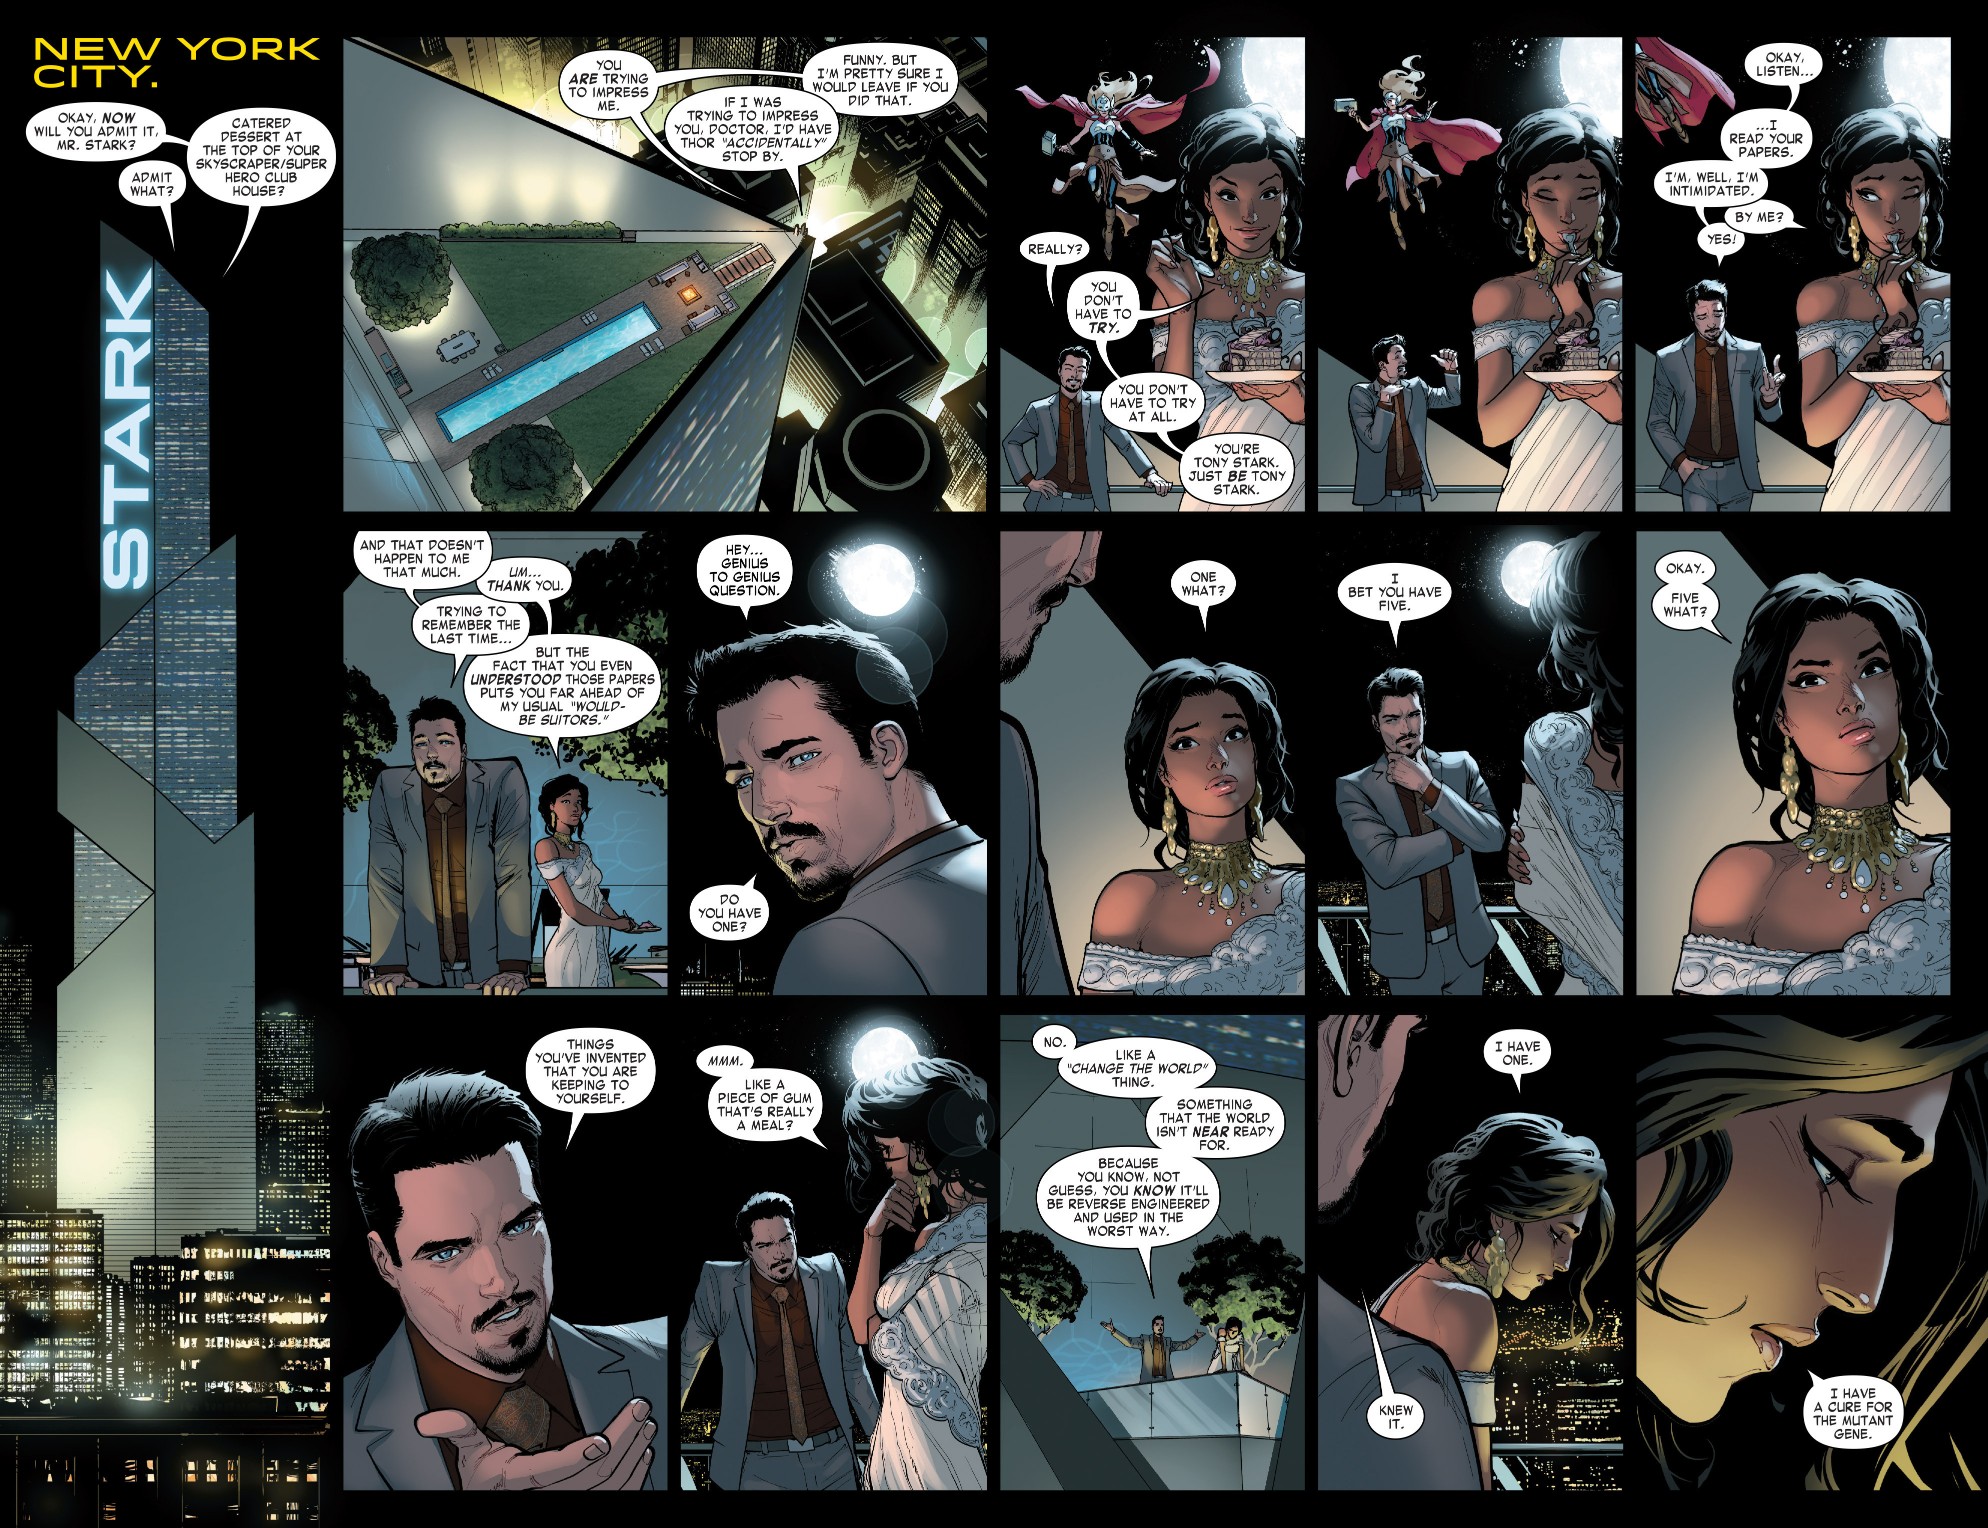 NEW YORK
CITY.
OKAY, NOW
WILL YOU ADMIT IT,
MR. STARK?
ADMIT
WHAT?
CATERED
DESSERT AT
THE TOP OF YOUR
SKYSCRAPER/SUPER
HERO CLUB
HOUSE?
STARK
YOU
ARE TRYING
TO IMPRESS
ME.
IF I WAS
TRYING TO IMPRESS
YOU, DOCTOR, I'D HAVE
THOR "ACCIDENTALLY"
STOP BY.
FUNNY. BUT
I'M PRETTY SURE I
WOULD LEAVE IF YOU
DID THAT.
REALLY?
YOU
DON'T
HAVE TO
TRY.
YOU DON'T
HAVE TO TRY
AT ALL.
YOU'RE
TONY STARK.
JUST BE TONY
STARK.
OKAY,
LISTEN...
...I
READ YOUR
PAPERS.
I'M, WELL, I'M
INTIMIDATED.
BY ME?
YES!
AND THAT DOESN'T
HAPPEN TO ME
THAT MUCH.
UM...
THANK YOU.
TRYING TO
REMEMBER THE
LAST TIME...
BUT THE
FACT THAT YOU EVEN
UNDERSTOOD THOSE PAPERS
PUTS YOU FAR AHEAD OF
MY USUAL "WOULD-
BE SUITORS."
HEY...
GENIUS
TO GENIUS
QUESTION.
DO
YOU HAVE
ONE?
ONE
WHAT?
I
BET YOU HAVE
FIVE.
OKAY.
FIVE
WHAT?
THINGS
YOU'VE INVENTED
THAT YOU ARE
KEEPING TO
YOURSELF.
MMM.
LIKE A
PIECE OF GUM
THAT'S REALLY
A MEAL?
NO.
LIKE A
"CHANGE THE WORLD"
THING.
SOMETHING
THAT THE WORLD
ISN'T NEAR READY
FOR.
BECAUSE
YOU KNOW, NOT
GUESS, YOU KNOW IT'LL
BE REVERSE ENGINEERED
AND USED IN THE
WORST WAY.
I HAVE
ONE.
KNEW
IT.
I HAVE
A CURE FOR
THE MUTANT
GENE.